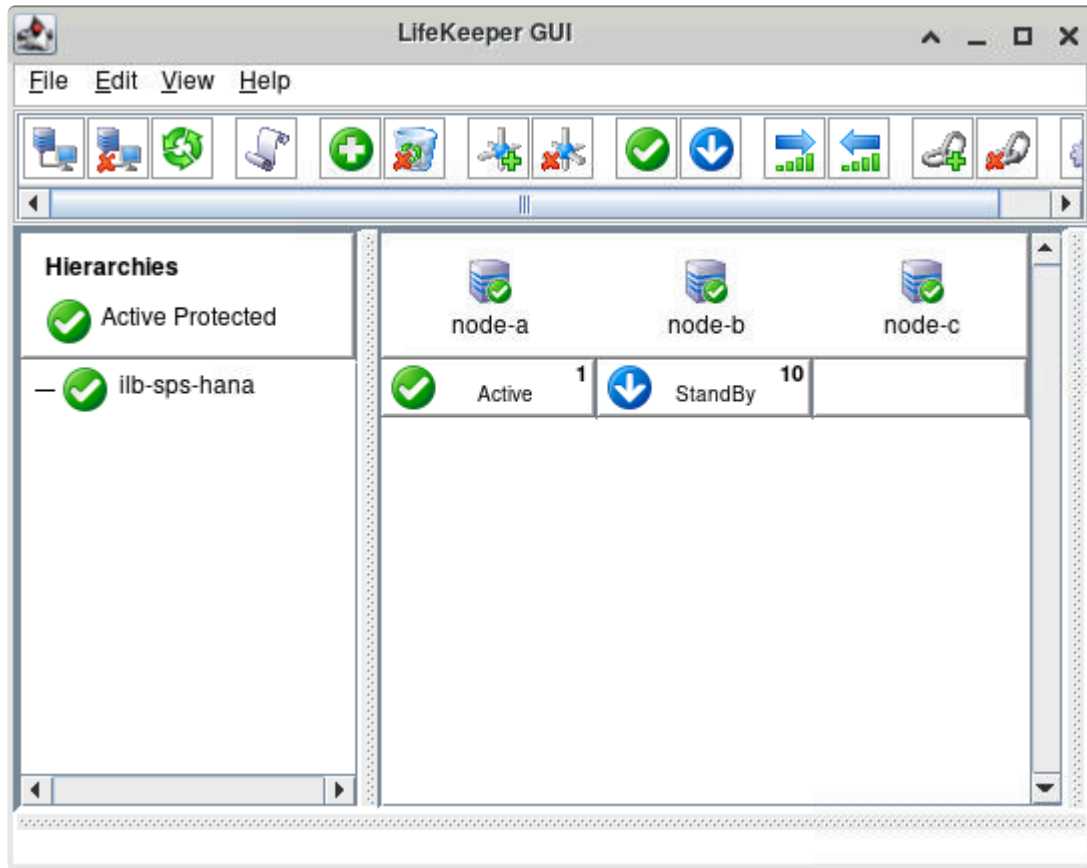 LifeKeeper GUI
File Edit View Help
Hierarchies
Active Protected
node-a node-b node-c
ilb-sps-hana
Active 1 StandBy 10